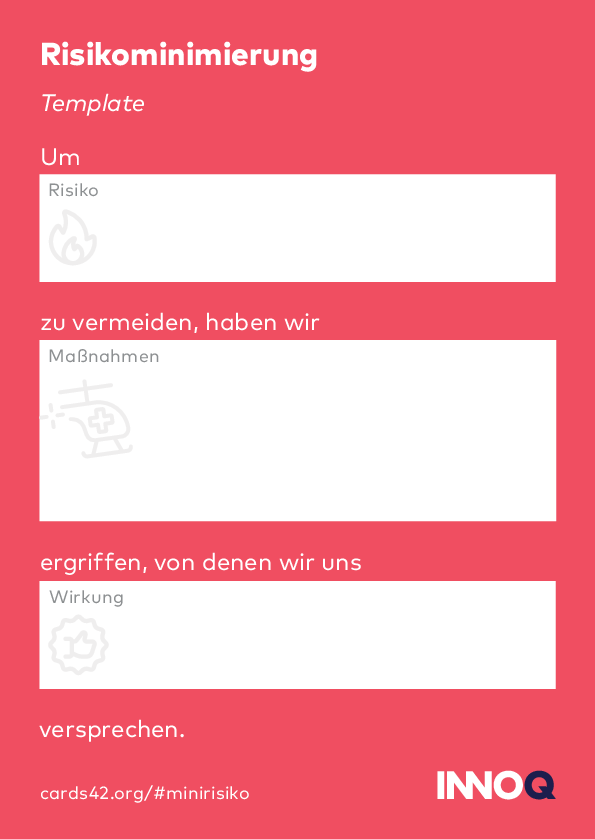 Risikominimierung
Template
Um
Risiko
zu vermeiden, haben wir
Maßnahmen
ergriffen, von denen wir uns
Wirkung
versprechen.
cards42.org/#minirisiko
INNOQ